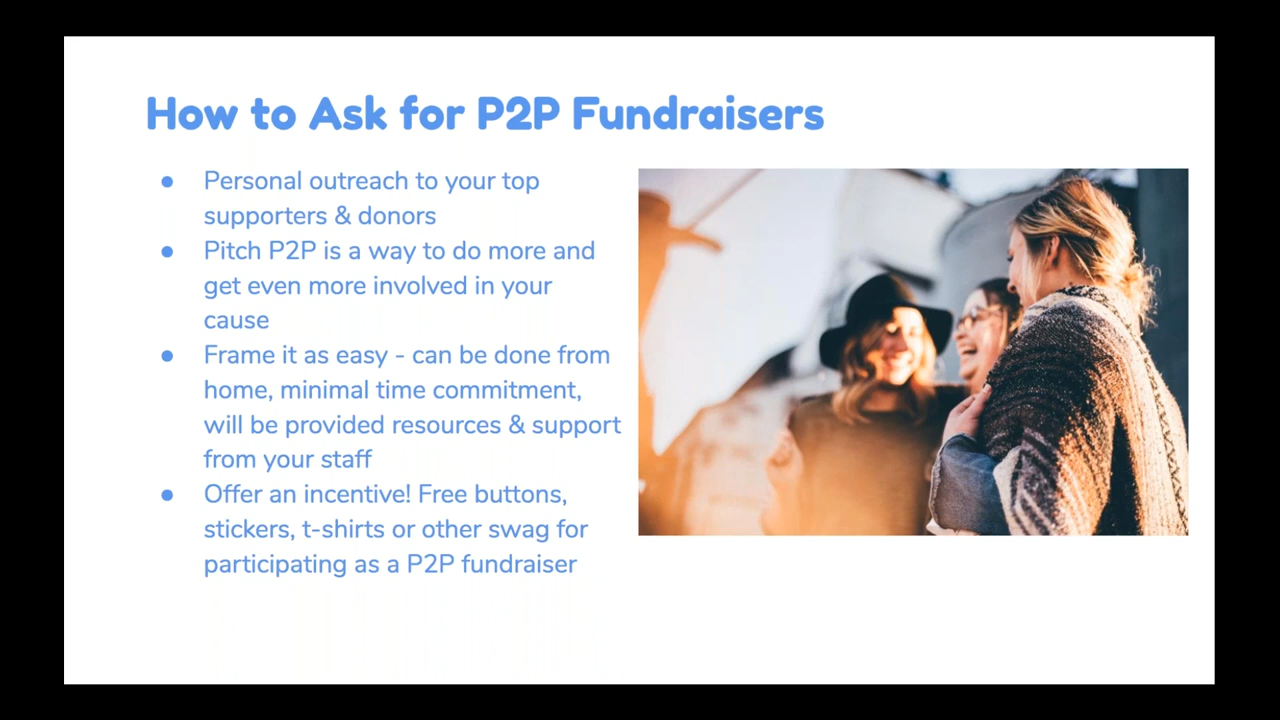 How to Ask for P2P Fundraisers
● Personal outreach to your top
supporters & donors
● Pitch P2P is a way to do more and
get even more involved in your
cause
● Frame it as easy - can be done from
home, minimal time commitment,
will be provided resources & support
from your staff
● Offer an incentive! Free buttons,
stickers, t-shirts or other swag for
participating as a P2P fundraiser